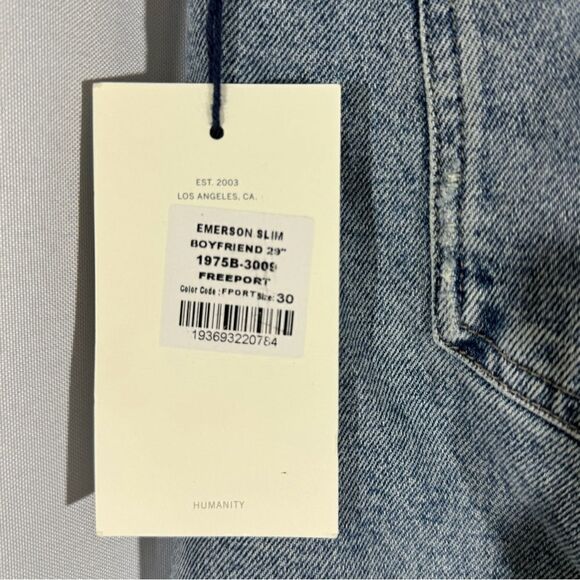 EST. 2003
LOS ANGELES, CA.
EMERSON SLIM
BOYFRIEND 29"
1975B-3009
FREEPORT
Color Code : FPORT Size: 30
193693220784
HUMANITY